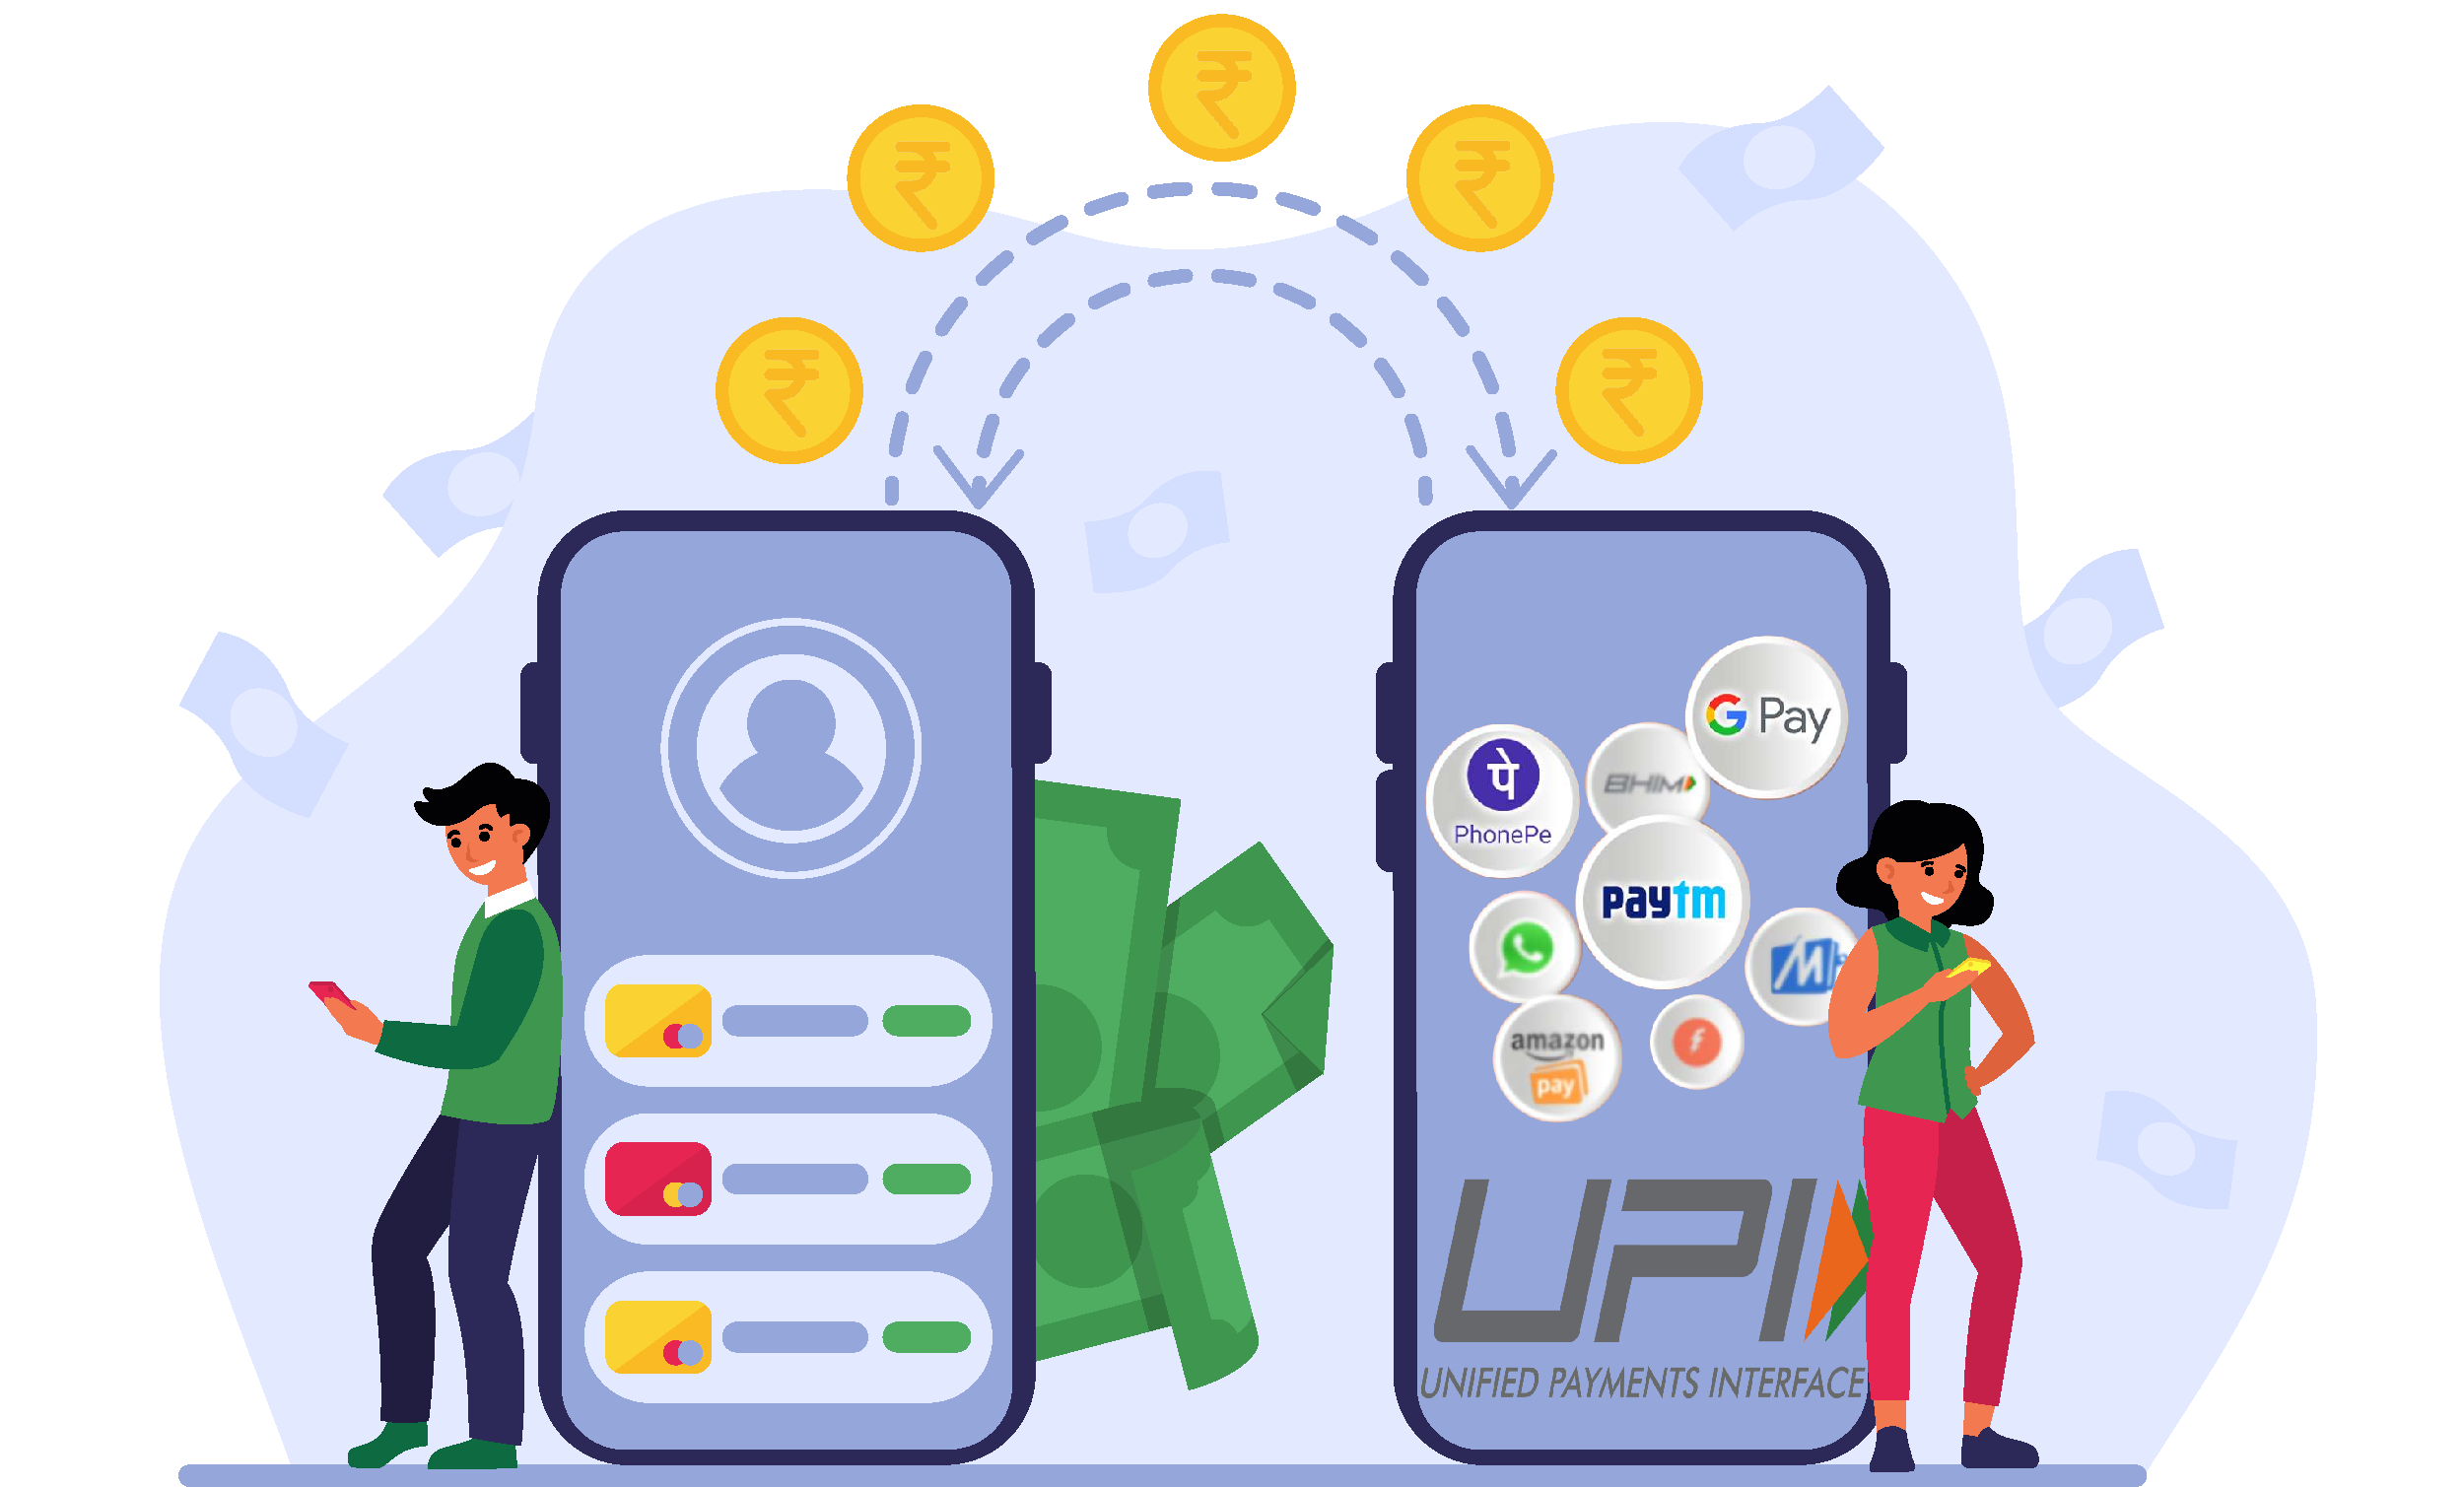 G Pay
पे
PhonePe
BHIM
paytm
amazon
pay
UPI
UNIFIED PAYMENTS INTERFACE